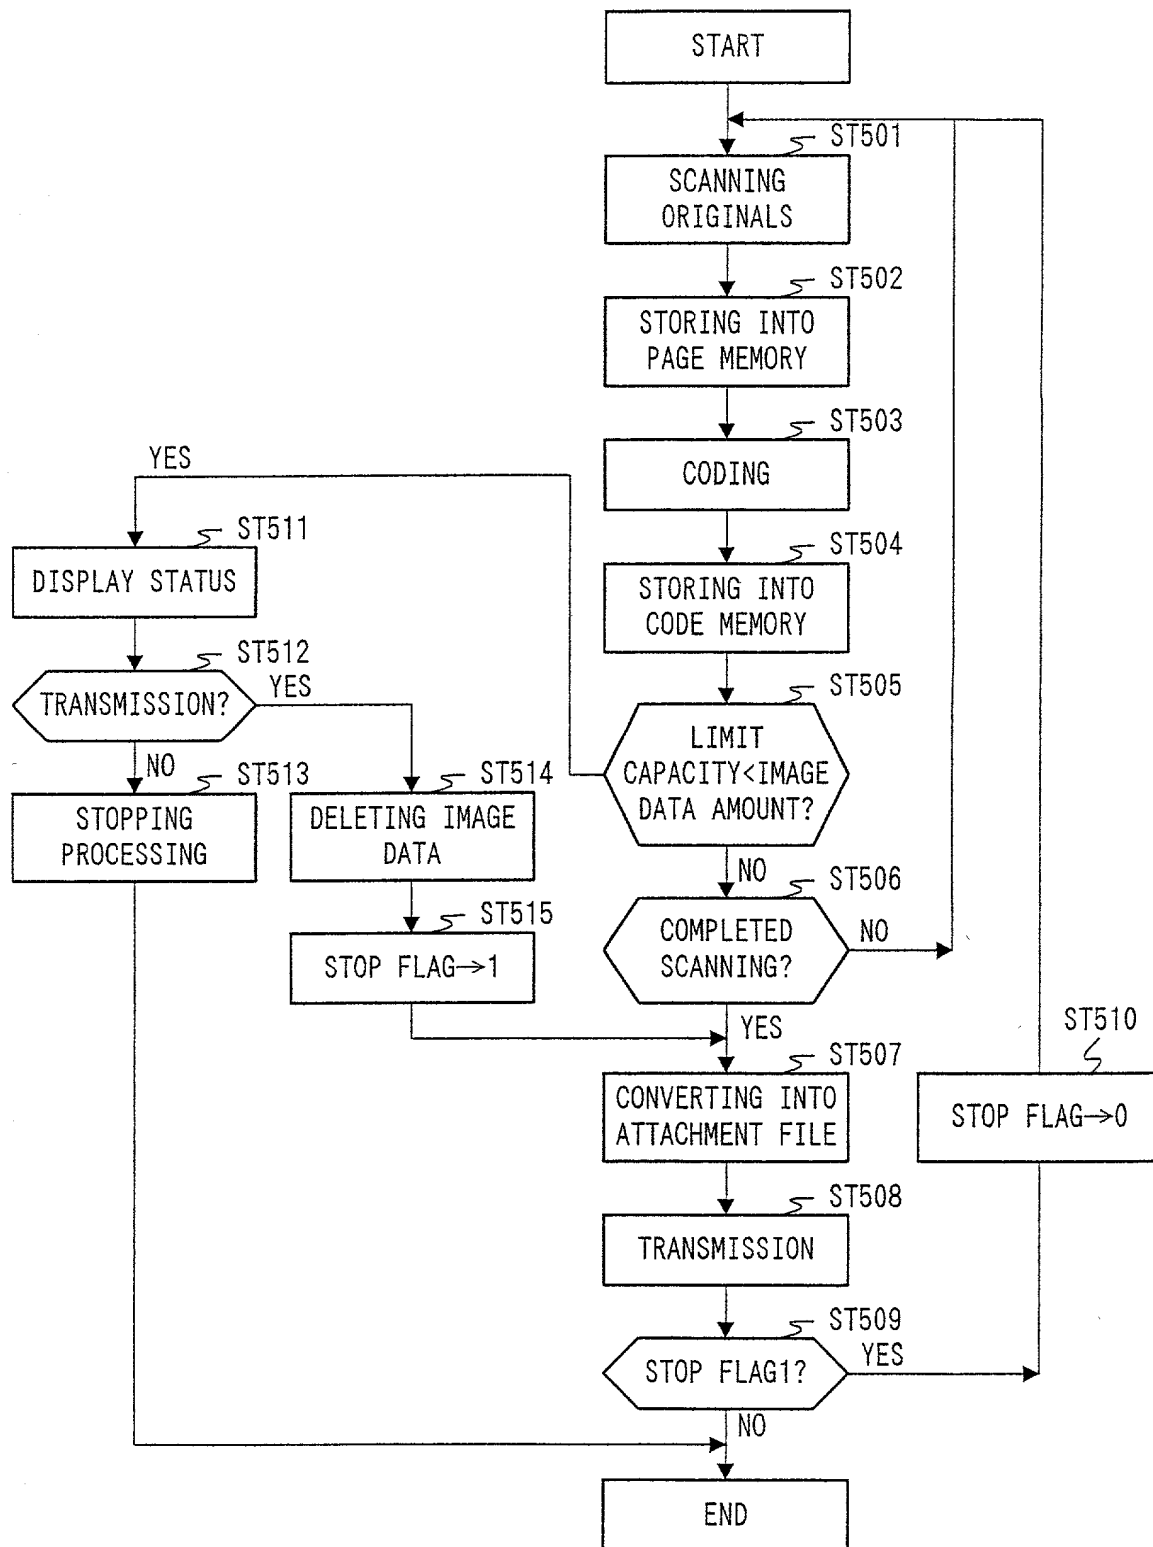 START
ST501
SCANNING
ORIGINALS
ST502
STORING INTO
PAGE MEMORY
ST503
CODING
YES
ST511
DISPLAY STATUS
ST504
STORING INTO
CODE MEMORY
ST512
TRANSMISSION?
YES
ST505
LIMIT
CAPACITY<IMAGE
DATA AMOUNT?
NO
ST513
STOPPING
PROCESSING
ST514
DELETING IMAGE
DATA
NO
ST506
COMPLETED
SCANNING?
NO
ST515
STOP FLAG→1
YES
ST507
CONVERTING INTO
ATTACHMENT FILE
ST510
STOP FLAG→0
ST508
TRANSMISSION
ST509
STOP FLAG1?
YES
NO
END